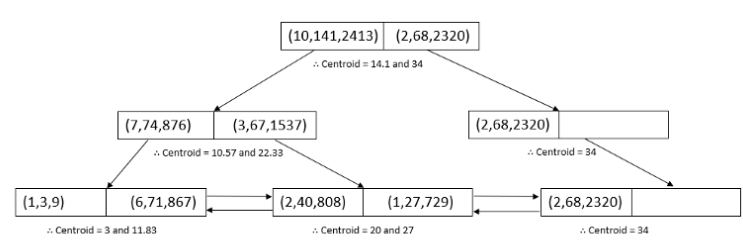 (10,141,2413) (2,68,2320)
∴ Centroid = 14.1 and 34
(7,74,876) (3,67,1537) (2,68,2320)
∴ Centroid = 10.57 and 22.33 ∴ Centroid = 34
(1,3,9) (6,71,867) (2,40,808) (1,27,729) (2,68,2320)
∴ Centroid = 3 and 11.83 ∴ Centroid = 20 and 27 ∴ Centroid = 34